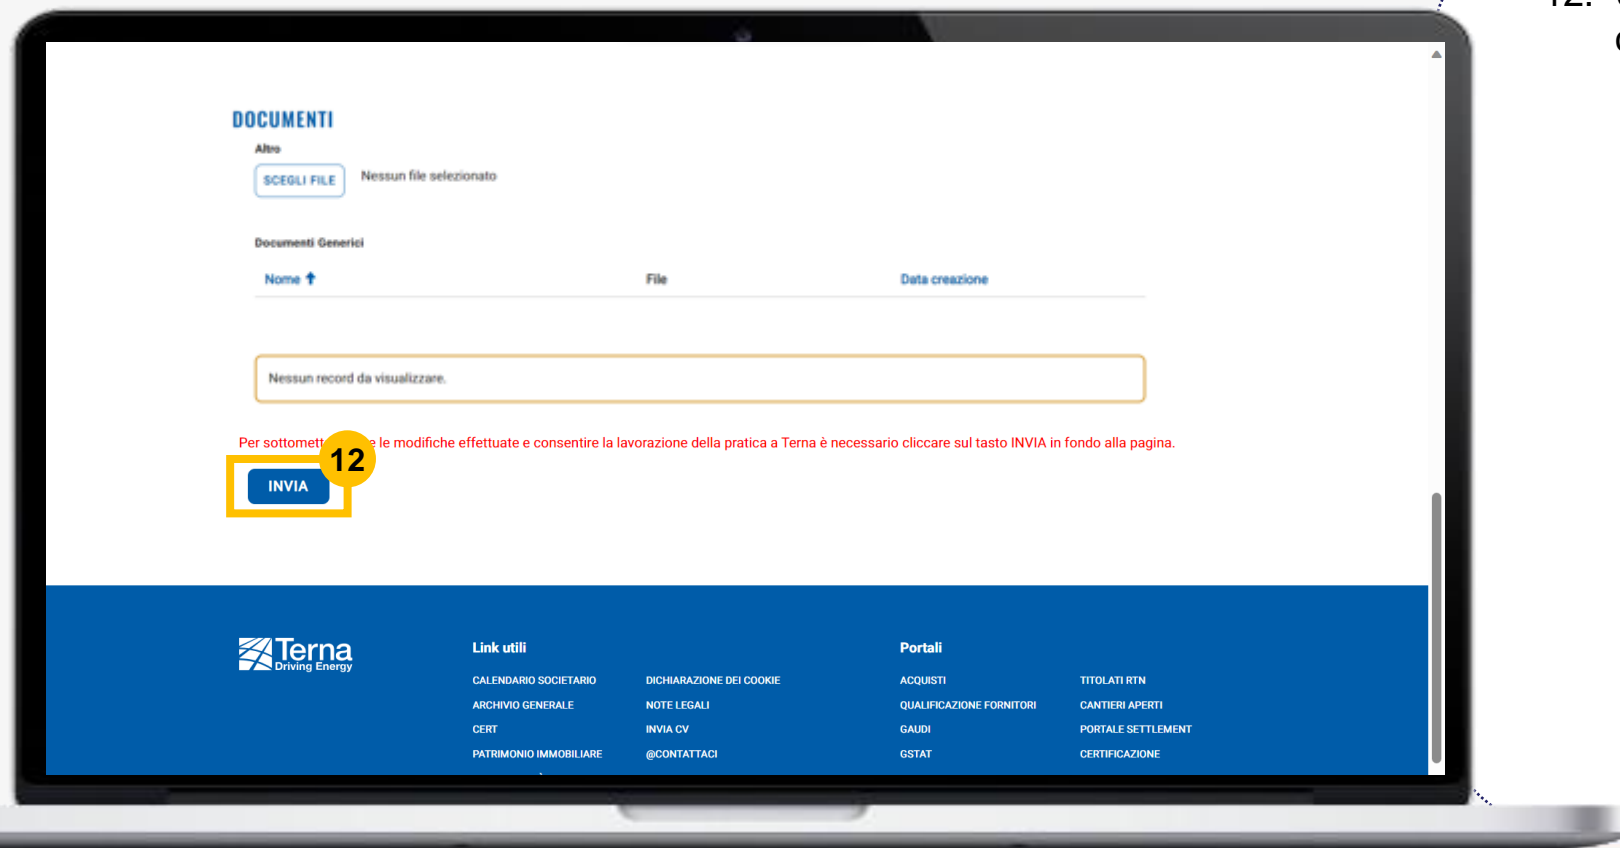 12.
DOCUMENTI
Altro
SCEGLI FILE Nessun file selezionato
Documenti Generici
Nome File Data creazione
Nessun record da visualizzare.
Per le modifiche effettuate e consentire la lavorazione della pratica a Terna è necessario cliccare sul tasto INVIA in fondo alla pagina.
12
INVIA
Terna
Driving Energy
Link utili
CALENDARIO SOCIETARIO DICHIARAZIONE DEI COOKIE
ARCHIVIO GENERALE NOTE LEGALI
CERT INVIA CV
PATRIMONIO IMMOBILIARE @CONTATTACI
Portali
ACQUISTI TITOLATI RTN
QUALIFICAZIONE FORNITORI CANTIERI APERTI
GAUDI PORTALE SETTLEMENT
GSTAT CERTIFICAZIONE